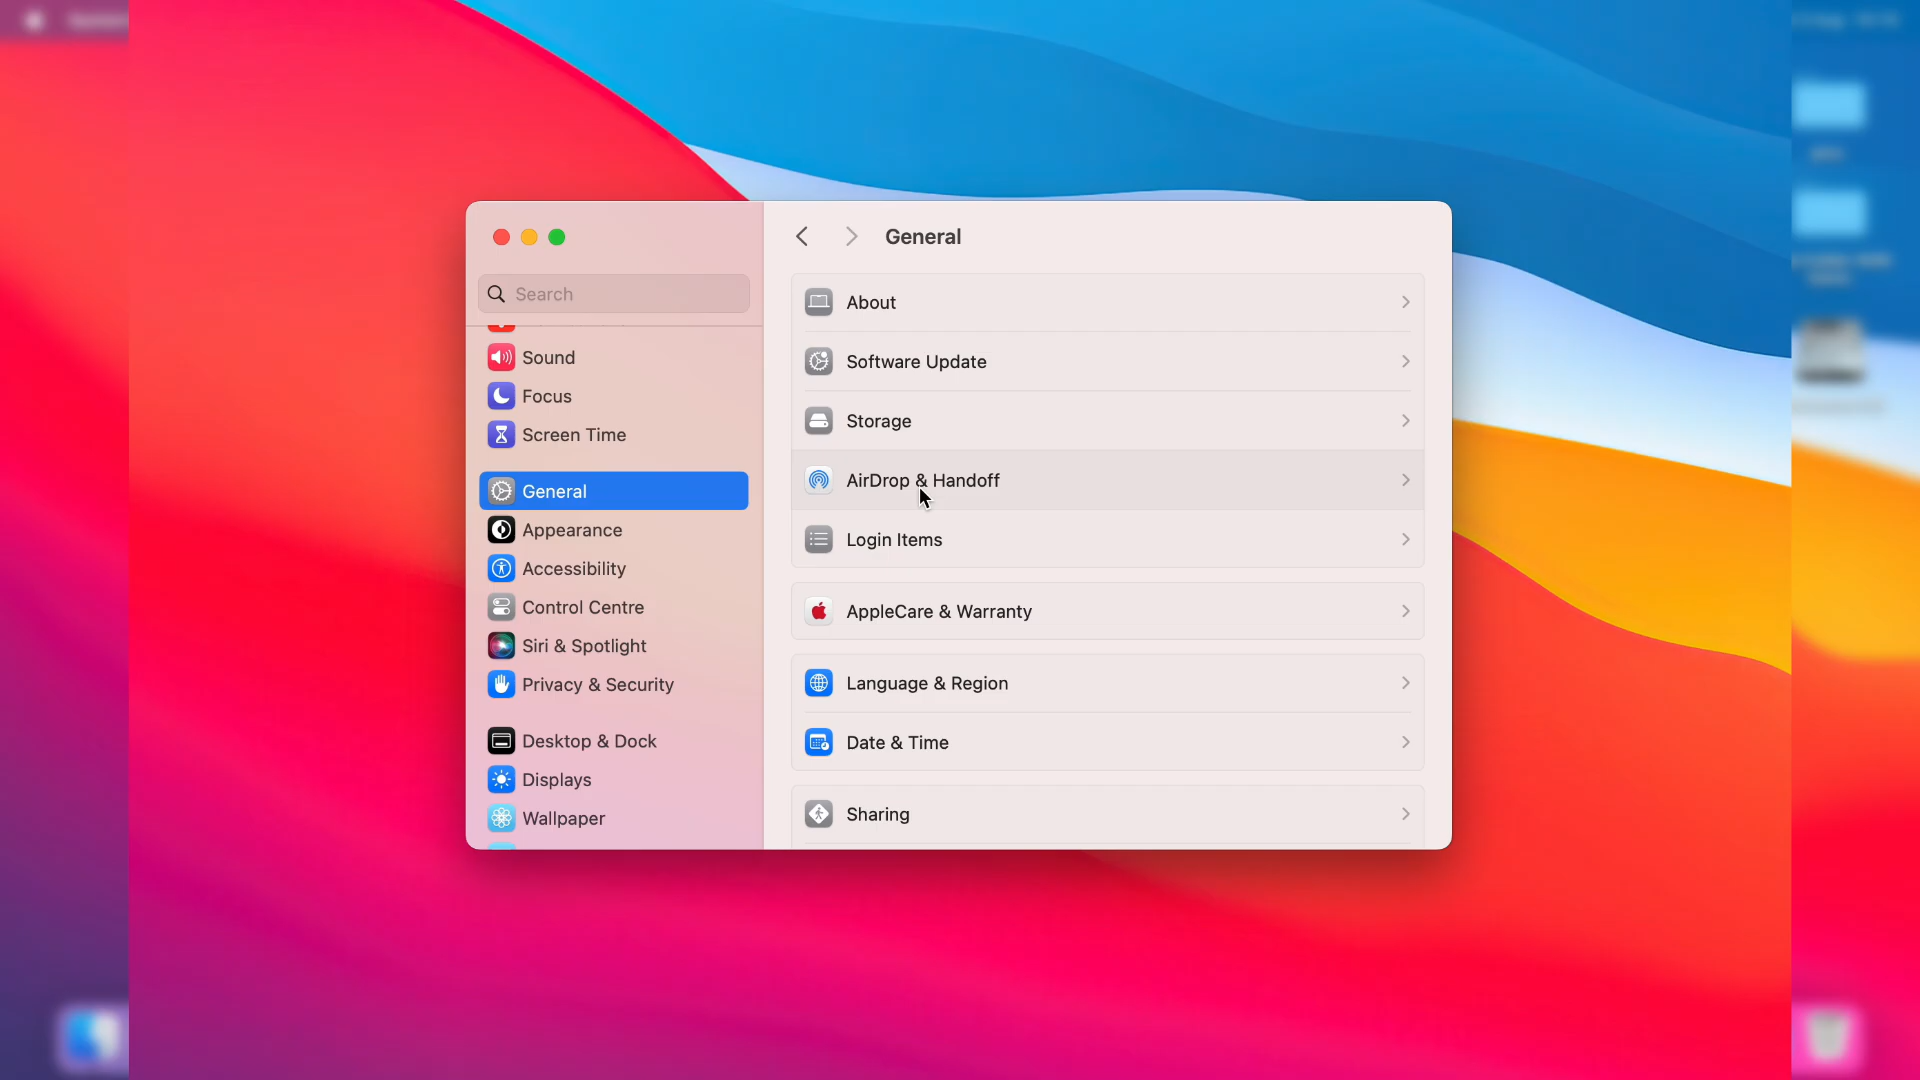 General
Search
Sound
Focus
Screen Time
General
Appearance
Accessibility
Control Centre
Siri & Spotlight
Privacy & Security
Desktop & Dock
Displays
Wallpaper
About
Software Update
Storage
AirDrop & Handoff
Login Items
AppleCare & Warranty
Language & Region
Date & Time
Sharing